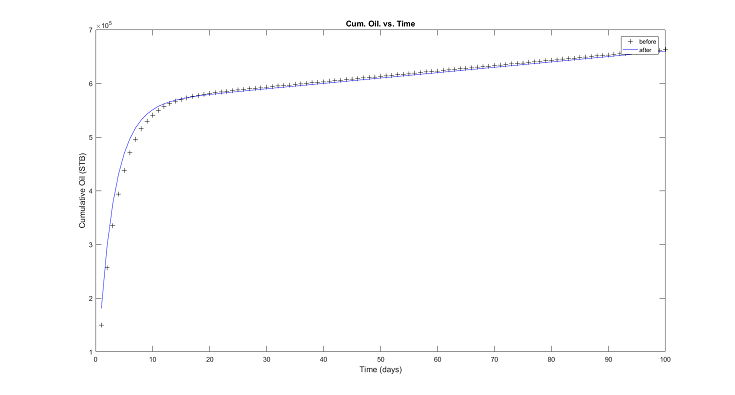 Cum. Oil. vs. Time
×10⁵
7
6
5
4
3
2
1
Cumulative Oil (STB)
before
after
0 10 20 30 40 50 60 70 80 90 100
Time (days)